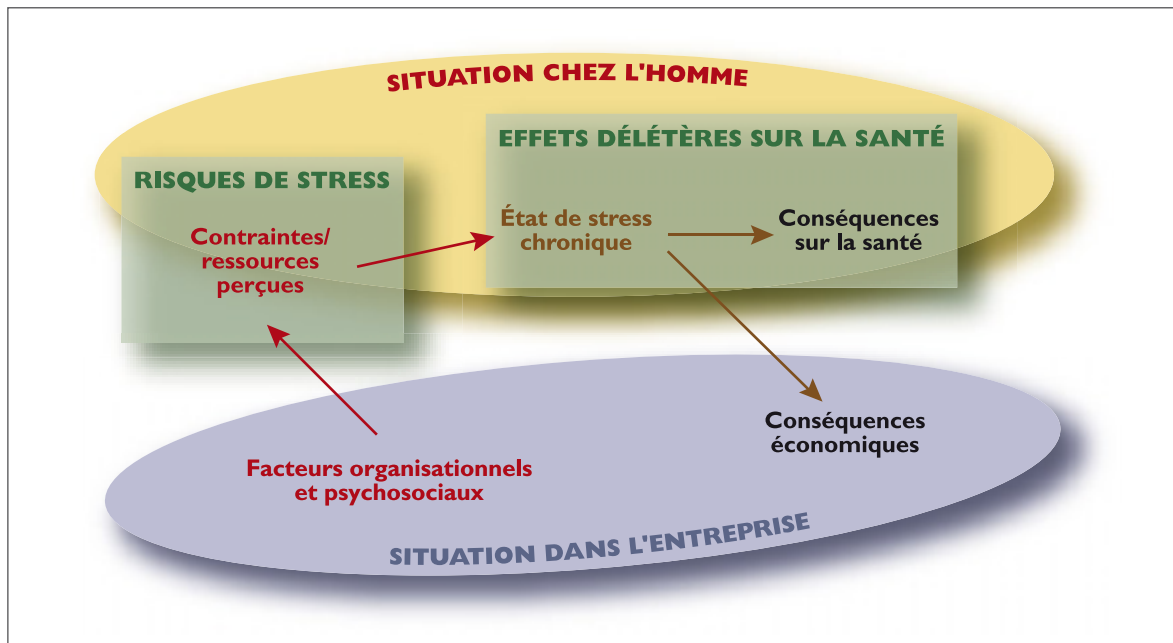 SITUATION CHEZ L'HOMME
EFFETS DÉLÉTÈRES SUR LA SANTÉ
RISQUES DE STRESS
Contraintes/
ressources
perçues
État de stress
chronique
Conséquences
sur la santé
Conséquences
économiques
Facteurs organisationnels
et psychosociaux
SITUATION DANS L'ENTREPRISE